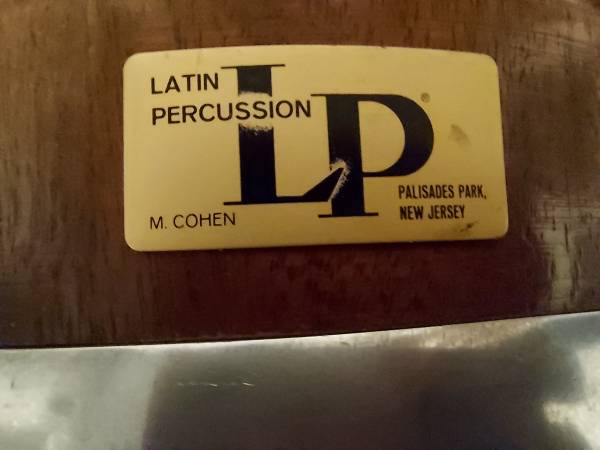 LATIN
PERCUSSION
LP
M. COHEN
PALISADES PARK,
NEW JERSEY